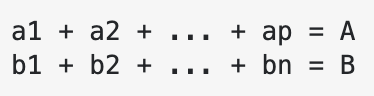 a1 + a2 + ... + ap = A
b1 + b2 + ... + bn = B